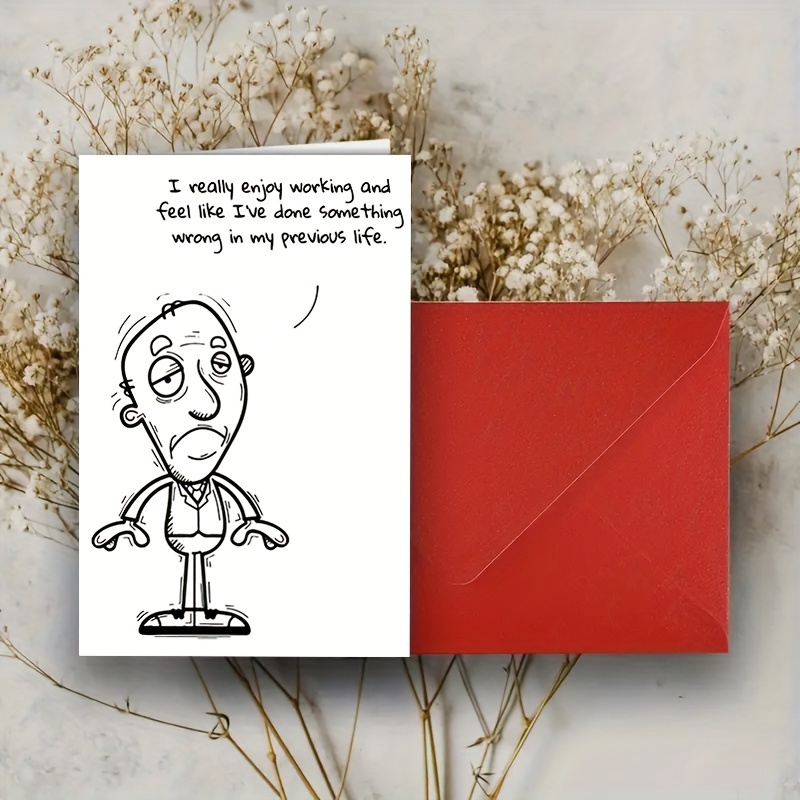 I really enjoy working and
feel like I've done something
wrong in my previous life.